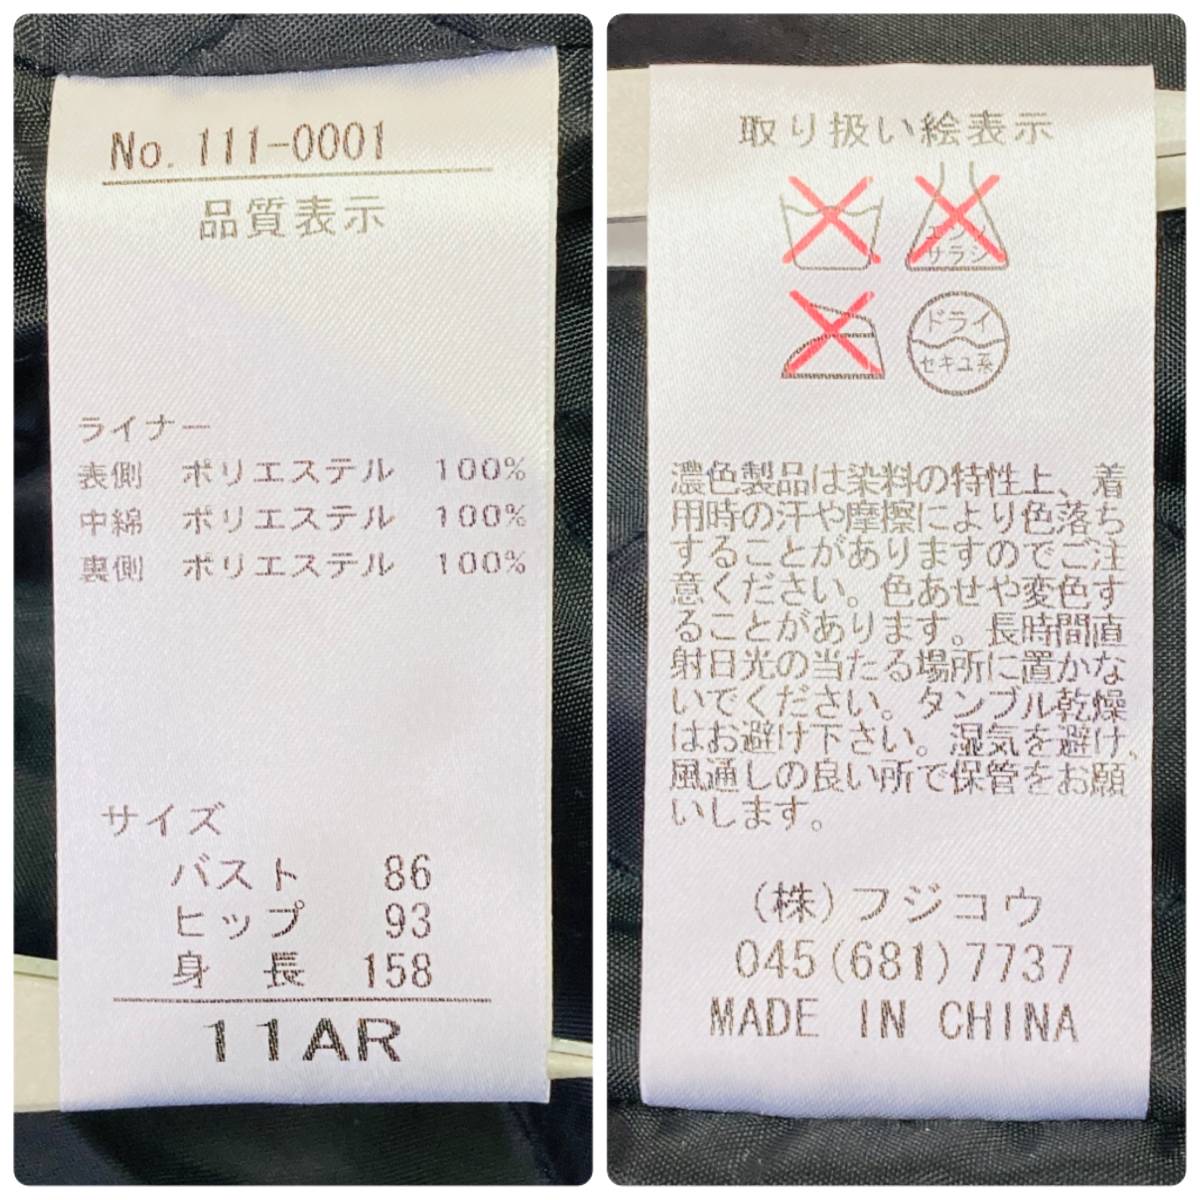 No. 111-0001
品質表示
ライナー
表側 ポリエステル 100%
中綿 ポリエステル 100%
裏側 ポリエステル 100%
サイズ
バスト 86
ヒップ 93
身長 158
11AR
取り扱い絵表示
エンソ
サラシ
ドライ
セキユ系
濃色製品は染料の特性上、着
用時の汗や摩擦により色落ち
することがありますのでご注
意ください。色あせや変色す
ることがあります。長時間直
射日光の当たる場所に置かな
いでください。タンブル乾燥
はお避け下さい。湿気を避け、
風通しの良い所で保管をお願
いします。
(株)フジコウ
045(681)7737
MADE IN CHINA